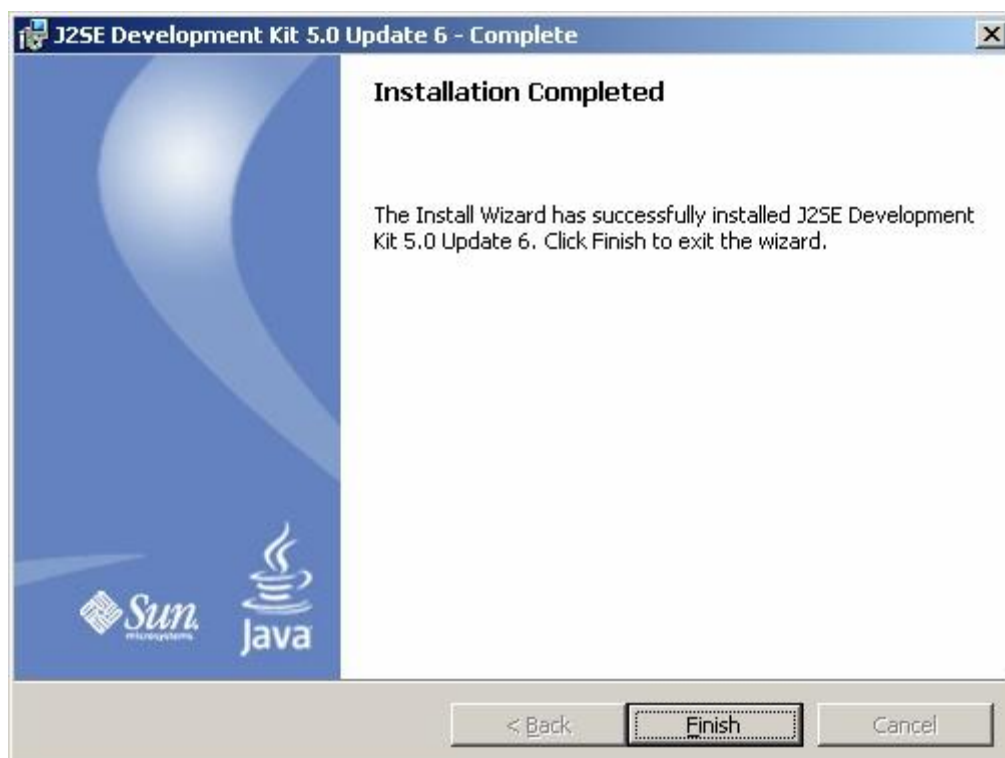 J2SE Development Kit 5.0 Update 6 - Complete
Installation Completed
The Install Wizard has successfully installed J2SE Development
Kit 5.0 Update 6. Click Finish to exit the wizard.
Sun
microsystems
Java
< Back
Finish
Cancel